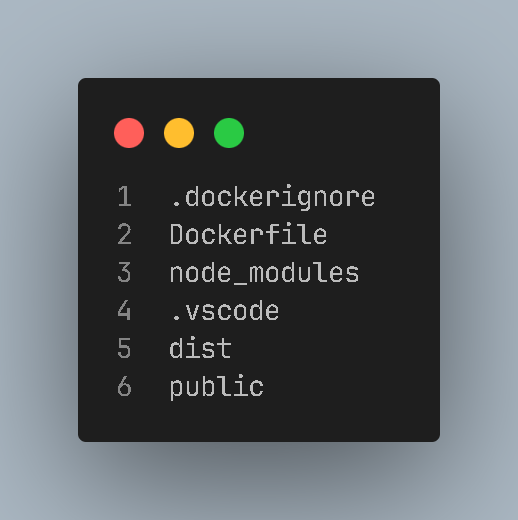 1 .dockerignore
2 Dockerfile
3 node_modules
4 .vscode
5 dist
6 public